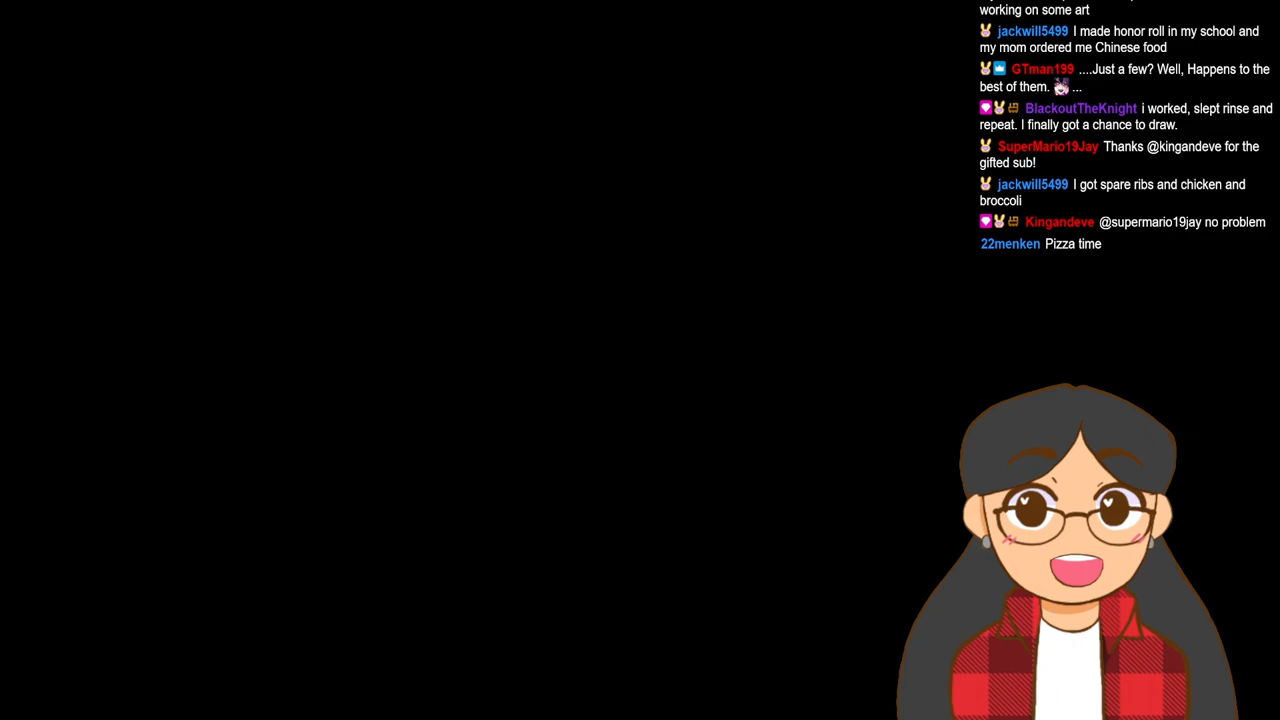 working on some art
jackwill5499 I made honor roll in my school and
my mom ordered me Chinese food
GTman199 ....Just a few? Well, Happens to the
best of them. ...
BlackoutTheKnight i worked, slept rinse and
repeat. I finally got a chance to draw.
SuperMario19Jay Thanks @kingandeve for the
gifted sub!
jackwill5499 I got spare ribs and chicken and
broccoli
Kingandeve @supermario19jay no problem
22menken Pizza time